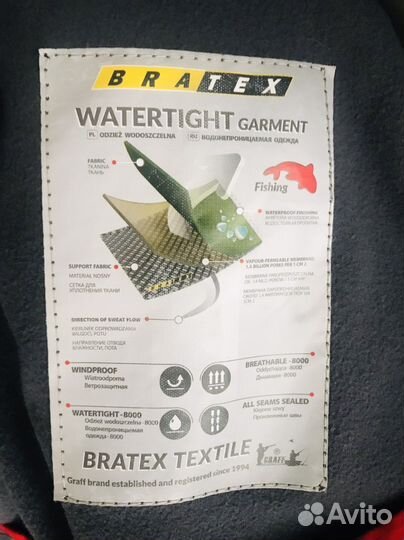 BRATEX
WATERTIGHT GARMENT
PL ODZIEŻ WODOSZCZELNA RU ВОДОНЕПРОНИЦАЕМАЯ ОДЕЖДА
FABRIC
TKANINA
ТКАНЬ
Fishing
WATERPROOF FINISHING
SUPPORT FABRIC
MATERIAŁ NOŚNY
СЕТКА ДЛЯ
УПЛОТНЕНИЯ ТКАНИ
VAPOUR-PERMEABLE MEMBRANE,
1.4 BILLION PORES PER 1 CM 2
DIRECTION OF SWEAT FLOW
KIERUNEK ODPROWADZANIA
WILGOCI, POTU
НАПРАВЛЕНИЕ ОТВОДА
ВЛАЖНОСТИ, ПОТА
WINDPROOF
Wiatroodporna
Ветрозащитная
BREATHABLE -8000
Oddychająca -8000
Дышащая -8000
WATERTIGHT -8000
Odzież wodoszczelna -8000
Водонепроницаемая
одежда -8000
ALL SEAMS SEALED
Klejone szwy
Проклеенные швы
BRATEX TEXTILE
GRAFF
Graff brand established and registered since 1994
Avito